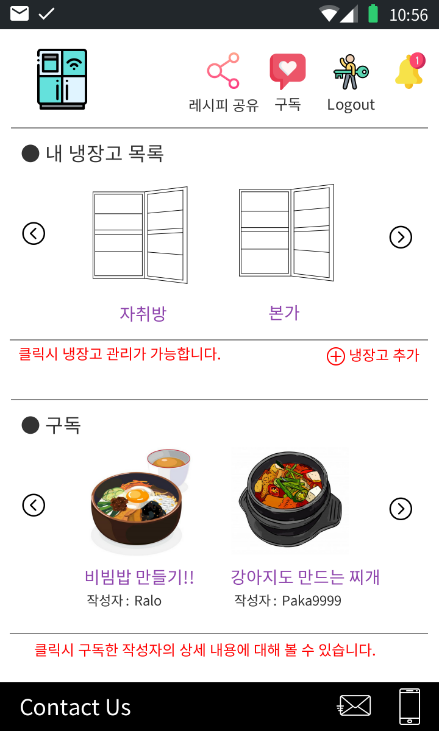 10:56
1
레시피 공유 구독 Logout
● 내 냉장고 목록
자취방 본가
클릭시 냉장고 관리가 가능합니다. 냉장고 추가
● 구독
비빔밥 만들기!! 강아지도 만드는 찌개
작성자 : Ralo 작성자 : Paka9999
클릭시 구독한 작성자의 상세 내용에 대해 볼 수 있습니다.
Contact Us